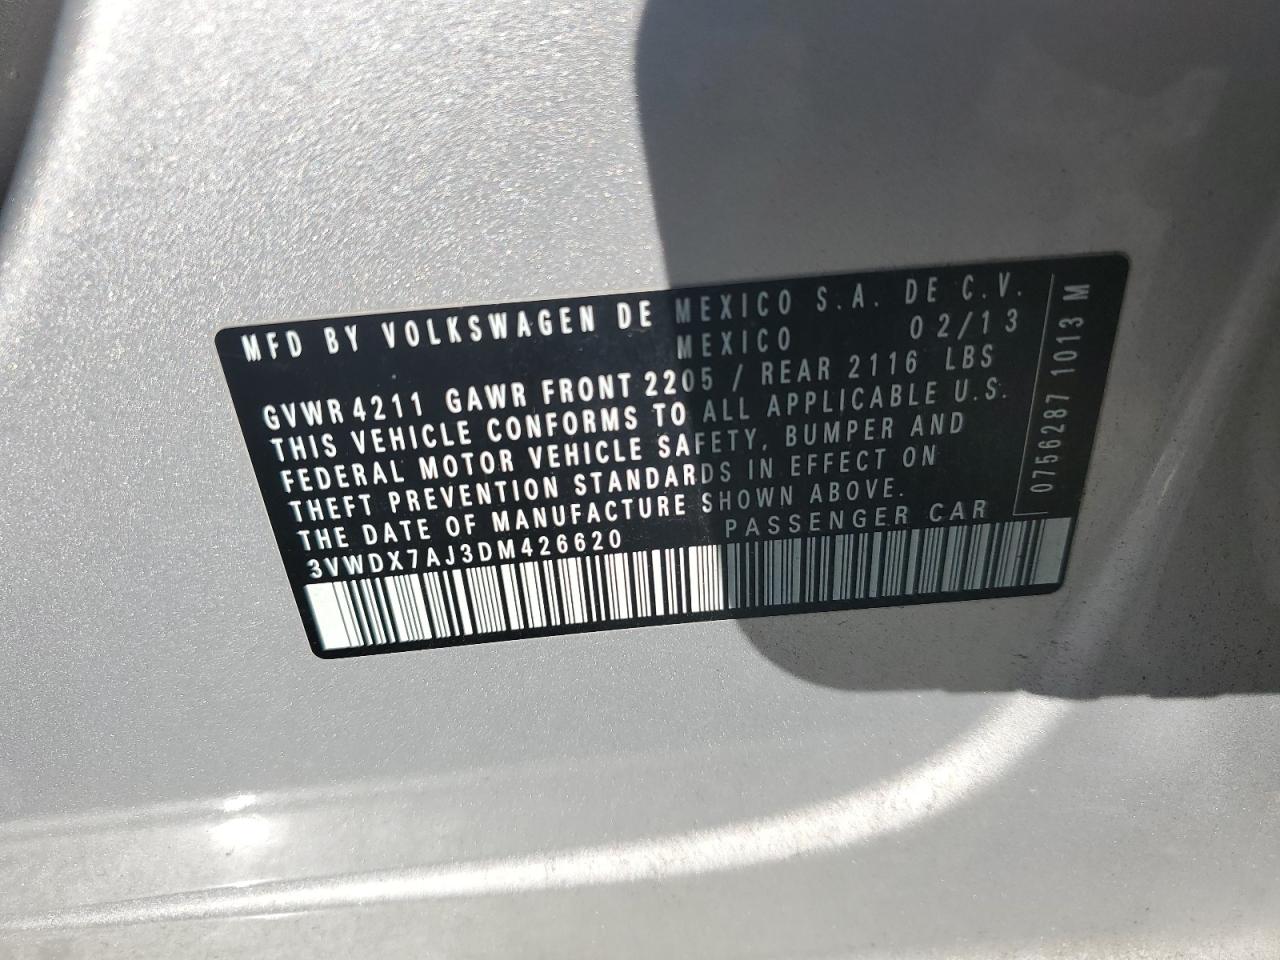 MFD BY VOLKSWAGEN DE MEXICO S.A. DE C.V.
MEXICO 02/13
GVWR 4211 GAWR FRONT 2205 / REAR 2116 LBS
THIS VEHICLE CONFORMS TO ALL APPLICABLE U.S.
FEDERAL MOTOR VEHICLE SAFETY, BUMPER AND
THEFT PREVENTION STANDARDS IN EFFECT ON
THE DATE OF MANUFACTURE SHOWN ABOVE.
3VWDX7AJ3DM426620 PASSENGER CAR
0756287 1013 M